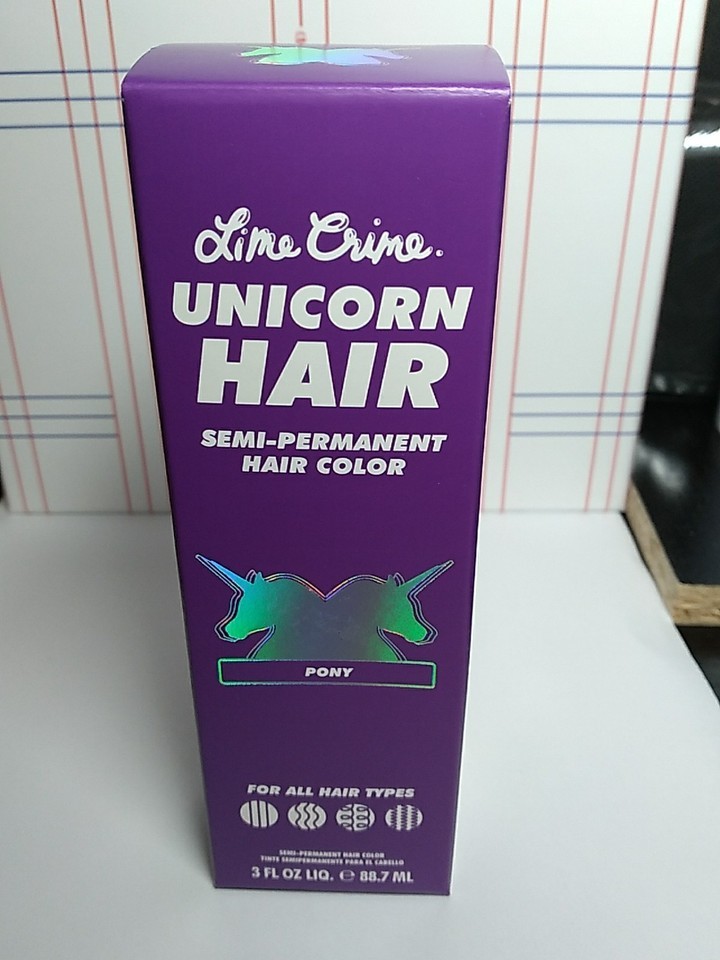 Lime Crime.
UNICORN
HAIR
SEMI-PERMANENT
HAIR COLOR
PONY
FOR ALL HAIR TYPES
SEMI-PERMANENT HAIR COLOR
TINTE SEMIPERMANENTE PARA EL CABELLO
3 FL OZ LIQ. ℮ 88.7 ML